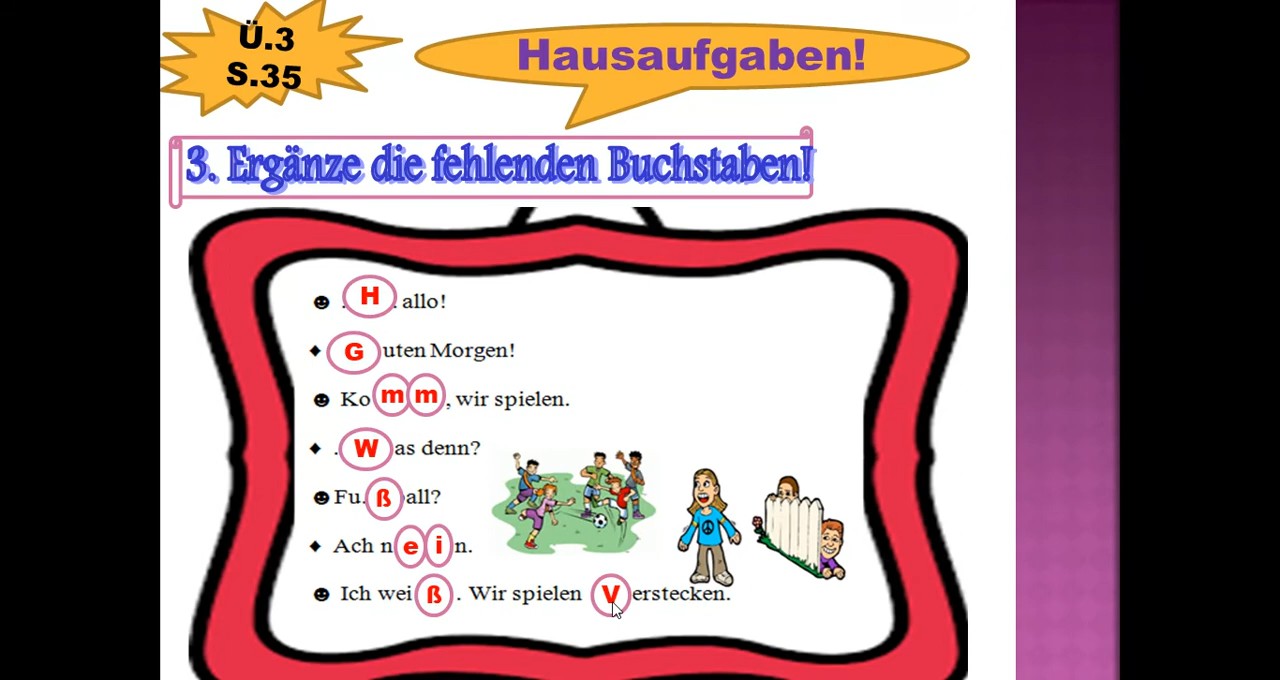 Ü.3
S.35
Hausaufgaben!
3. Ergänze die fehlenden Buchstaben!
☻ .H. allo!
♦ G uten Morgen!
☻ Ko m m , wir spielen.
♦ .W as denn?
☻ Fu.ß all?
♦ Ach n e i n.
☻ Ich wei ß . Wir spielen V erstecken.